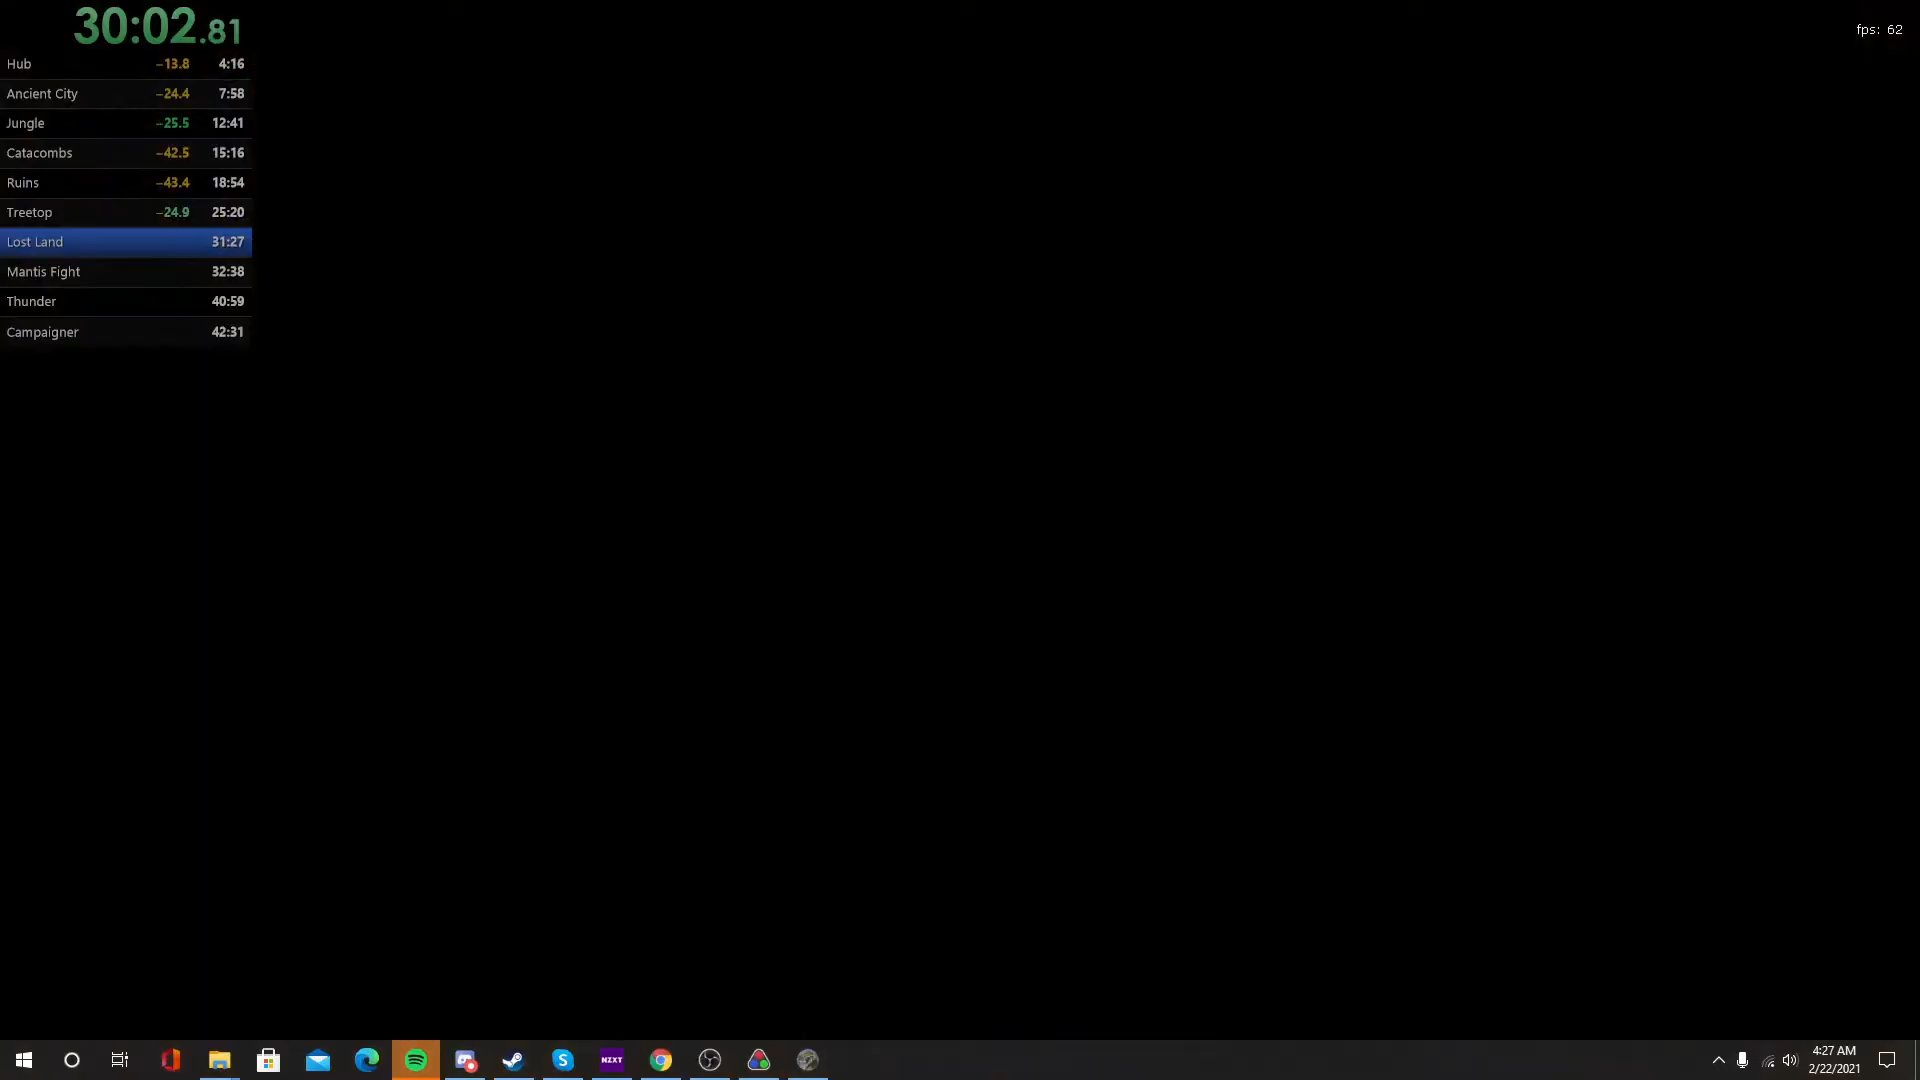 30:02.81
fps: 62
Hub −13.8 4:16
Ancient City −24.4 7:58
Jungle −25.5 12:41
Catacombs −42.5 15:16
Ruins −43.4 18:54
Treetop −24.9 25:20
Lost Land 31:27
Mantis Fight 32:38
Thunder 40:59
Campaigner 42:31
S
NZXT
4:27 AM
2/22/2021